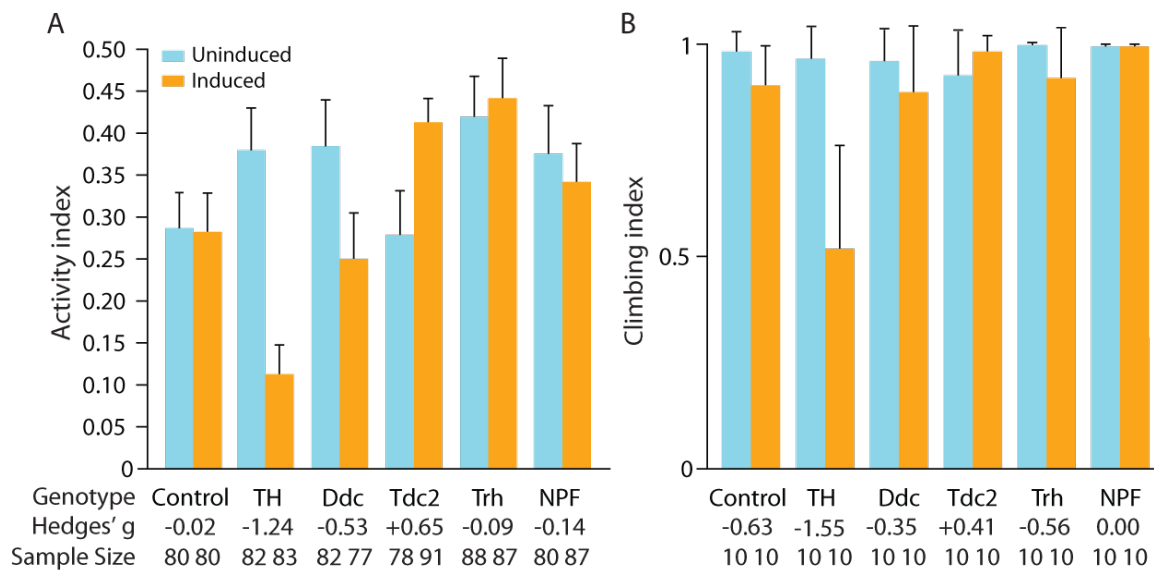 A
Activity index
0.50
0.45
0.40
0.35
0.30
0.25
0.20
0.15
0.10
0.05
0
Uninduced
Induced
Genotype Control TH Ddc Tdc2 Trh NPF
Hedges' g -0.02 -1.24 -0.53 +0.65 -0.09 -0.14
Sample Size 80 80 82 83 82 77 78 91 88 87 80 87
B
Climbing index
1
0.5
0
Control TH Ddc Tdc2 Trh NPF
-0.63 -1.55 -0.35 +0.41 -0.56 0.00
10 10 10 10 10 10 10 10 10 10 10 10